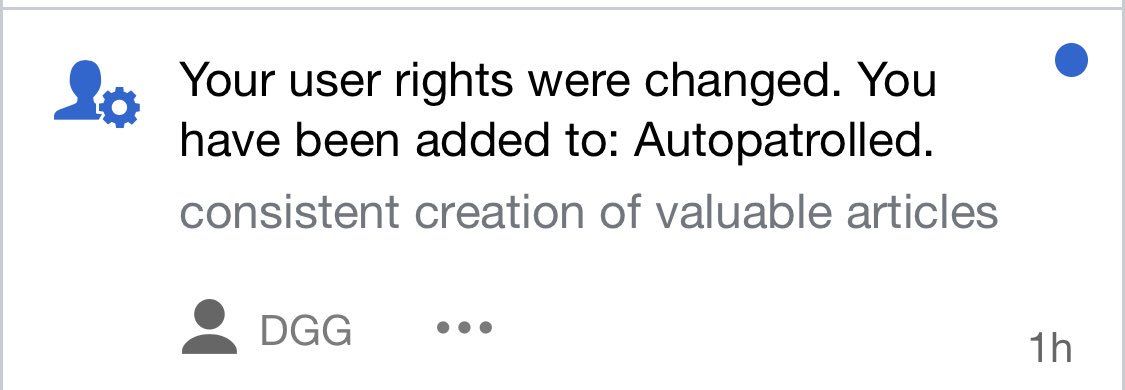 Your user rights were changed. You
have been added to: Autopatrolled.
consistent creation of valuable articles
DGG •••
1h